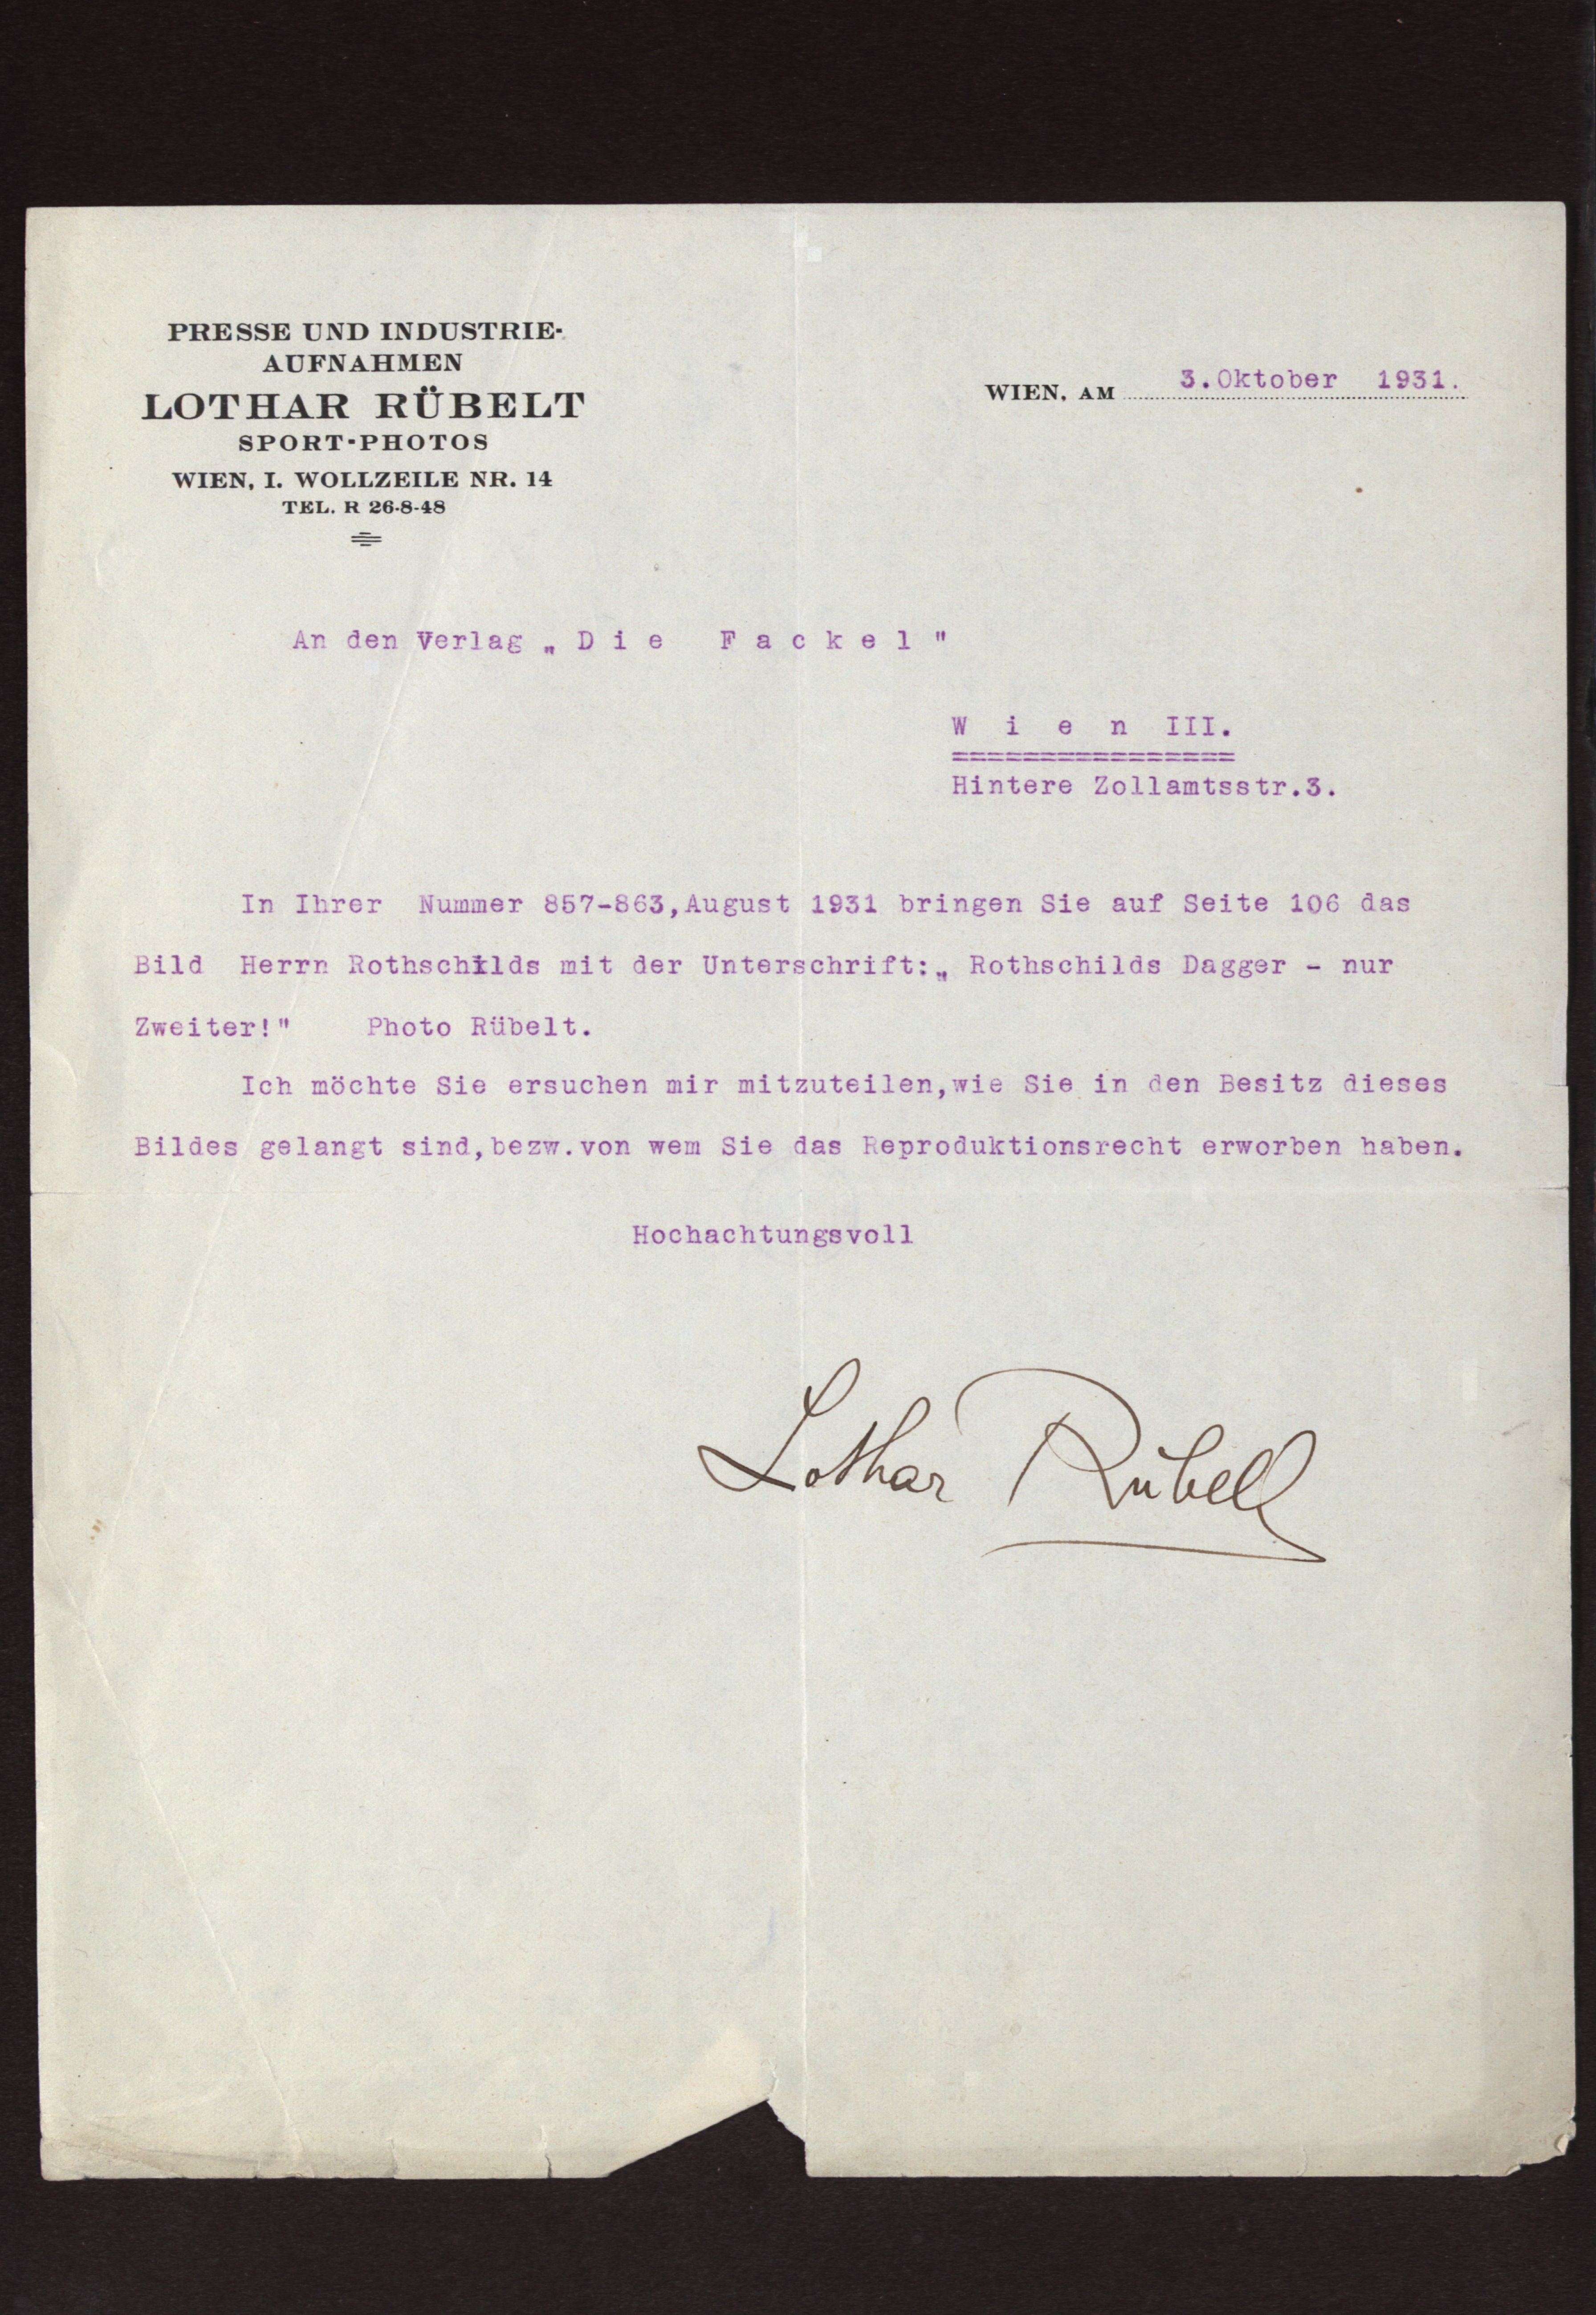 PRESSE UND INDUSTRIE-
AUFNAHMEN
LOTHAR RÜBELT
SPORT-PHOTOS
WIEN, I. WOLLZEILE NR. 14
TEL. R 26-8-48
WIEN, AM 3.Oktober 1931.
An den Verlag „ D i e   F a c k e l "
W i e n III.
================
Hintere Zollamtsstr.3.
In Ihrer Nummer 857-863,August 1931 bringen Sie auf Seite 106 das
Bild Herrn Rothschilds mit der Unterschrift:„ Rothschilds Dagger - nur
Zweiter!" Photo Rübelt.
Ich möchte Sie ersuchen mir mitzuteilen,wie Sie in den Besitz dieses
Bildes gelangt sind,bezw.von wem Sie das Reproduktionsrecht erworben haben.
Hochachtungsvoll
Lothar Rübelt